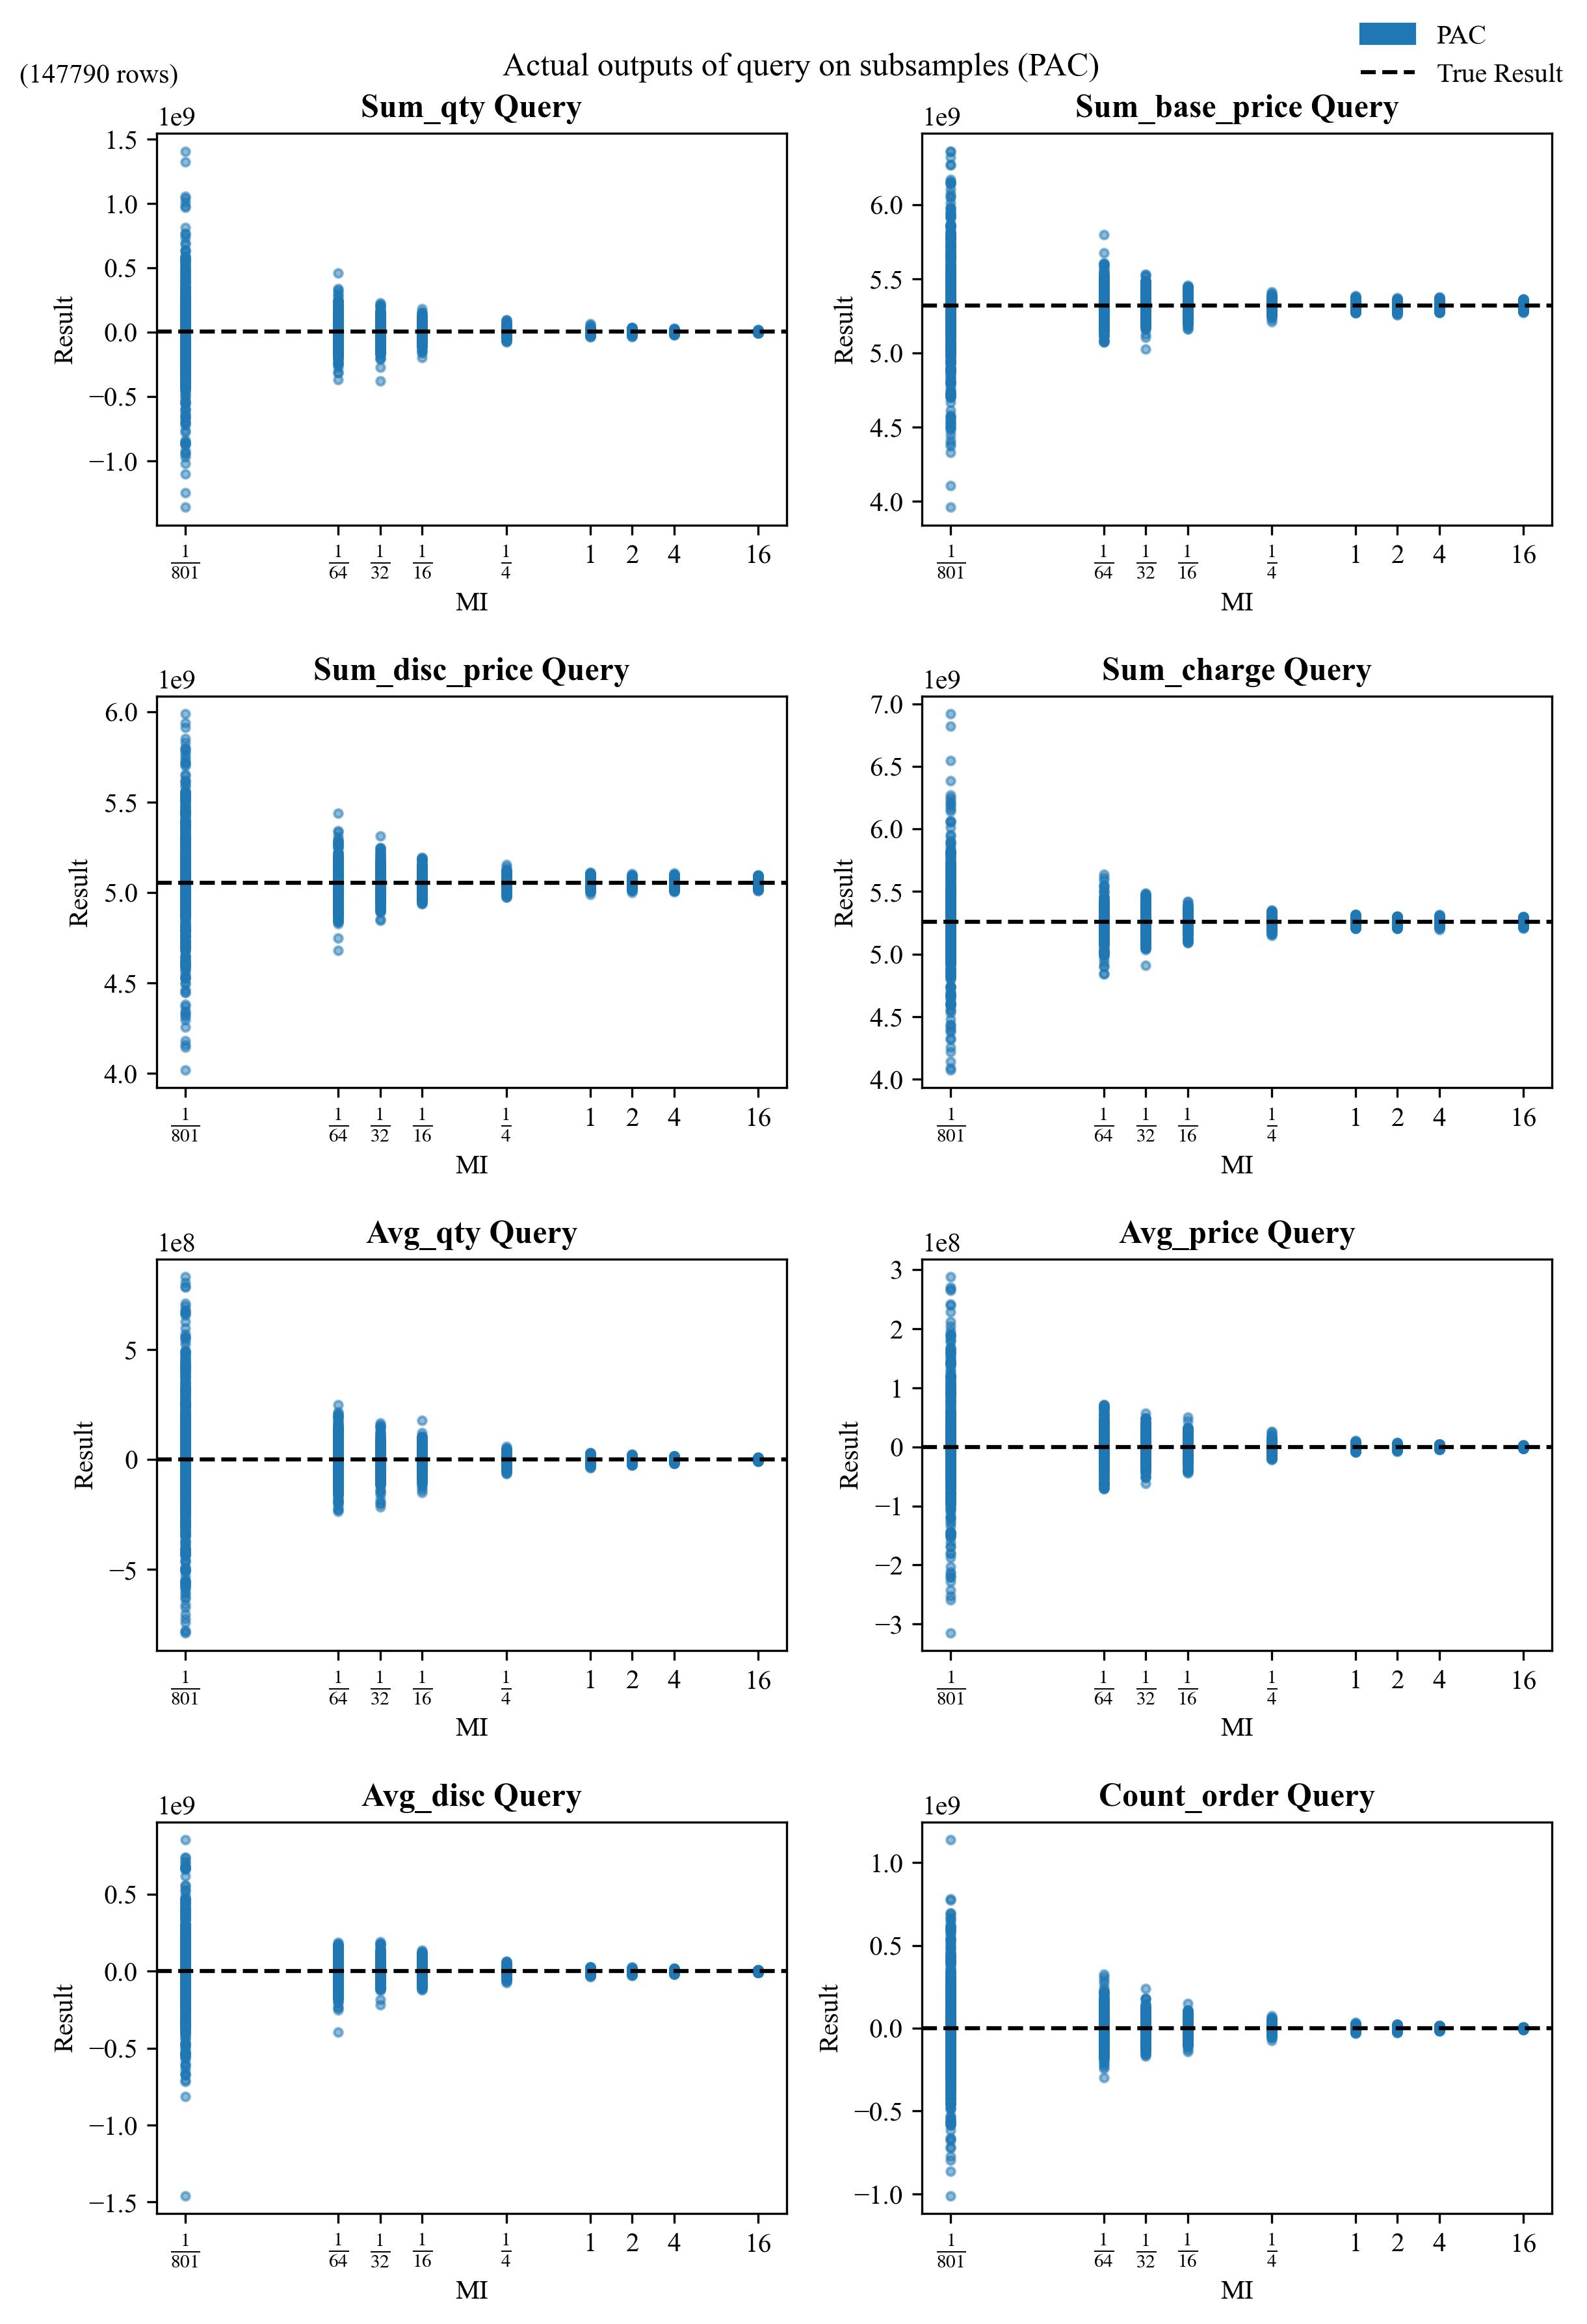 PAC
(147790 rows)
Actual outputs of query on subsamples (PAC)
True Result
Sum_qty Query
1e9
1.5
1.0
0.5
0.0
−0.5
−1.0
Result
1/801 1/64 1/32 1/16 1/4 1 2 4 16
MI
Sum_base_price Query
1e9
6.0
5.5
5.0
4.5
4.0
Result
1/801 1/64 1/32 1/16 1/4 1 2 4 16
MI
Sum_disc_price Query
1e9
6.0
5.5
5.0
4.5
4.0
Result
1/801 1/64 1/32 1/16 1/4 1 2 4 16
MI
Sum_charge Query
1e9
7.0
6.5
6.0
5.5
5.0
4.5
4.0
Result
1/801 1/64 1/32 1/16 1/4 1 2 4 16
MI
Avg_qty Query
1e8
5
0
−5
Result
1/801 1/64 1/32 1/16 1/4 1 2 4 16
MI
Avg_price Query
1e8
3
2
1
0
−1
−2
−3
Result
1/801 1/64 1/32 1/16 1/4 1 2 4 16
MI
Avg_disc Query
1e9
0.5
0.0
−0.5
−1.0
−1.5
Result
1/801 1/64 1/32 1/16 1/4 1 2 4 16
MI
Count_order Query
1e9
1.0
0.5
0.0
−0.5
−1.0
Result
1/801 1/64 1/32 1/16 1/4 1 2 4 16
MI